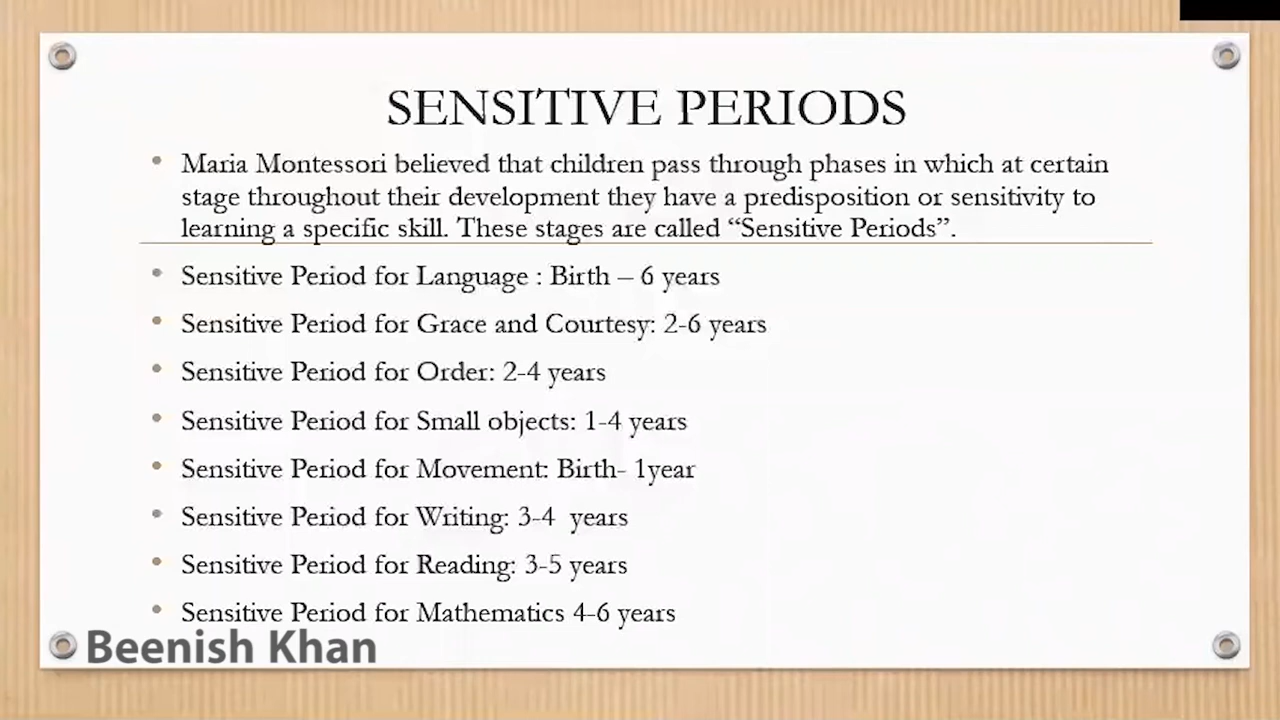 SENSITIVE PERIODS
• Maria Montessori believed that children pass through phases in which at certain
stage throughout their development they have a predisposition or sensitivity to
learning a specific skill. These stages are called “Sensitive Periods”.
• Sensitive Period for Language : Birth – 6 years
• Sensitive Period for Grace and Courtesy: 2-6 years
• Sensitive Period for Order: 2-4 years
• Sensitive Period for Small objects: 1-4 years
• Sensitive Period for Movement: Birth- 1year
• Sensitive Period for Writing: 3-4  years
• Sensitive Period for Reading: 3-5 years
• Sensitive Period for Mathematics 4-6 years
Beenish Khan